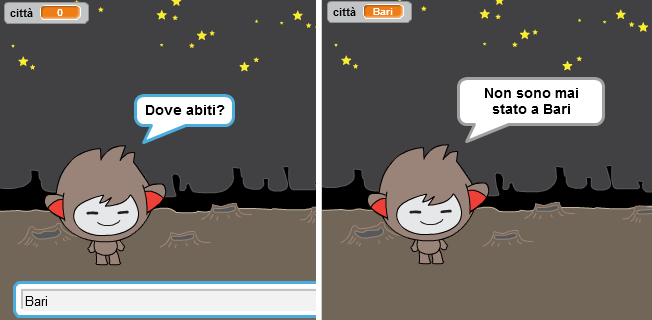 città 0
Dove abiti?
Bari
città Bari
Non sono mai
stato a Bari